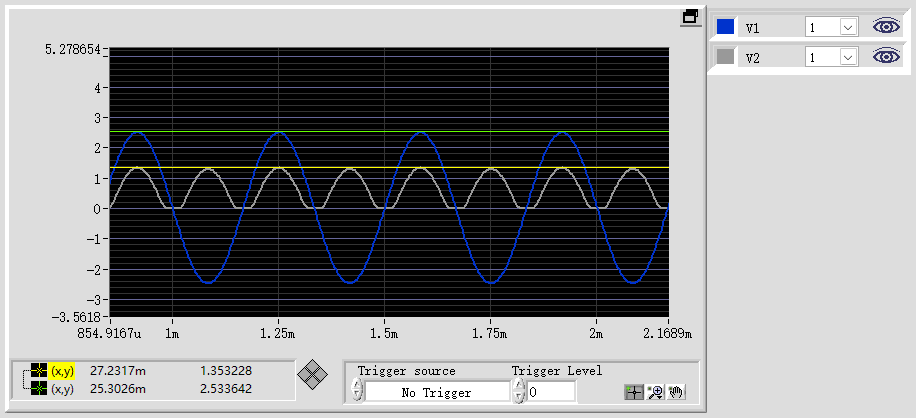 V1 1
V2 1
5.278654
4
3
2
1
0
-1
-2
-3
-3.5618
854.9167u 1m 1.25m 1.5m 1.75m 2m 2.1689m
(x,y) 27.2317m 1.353228
(x,y) 25.3026m 2.533642
Trigger source Trigger Level
No Trigger 0